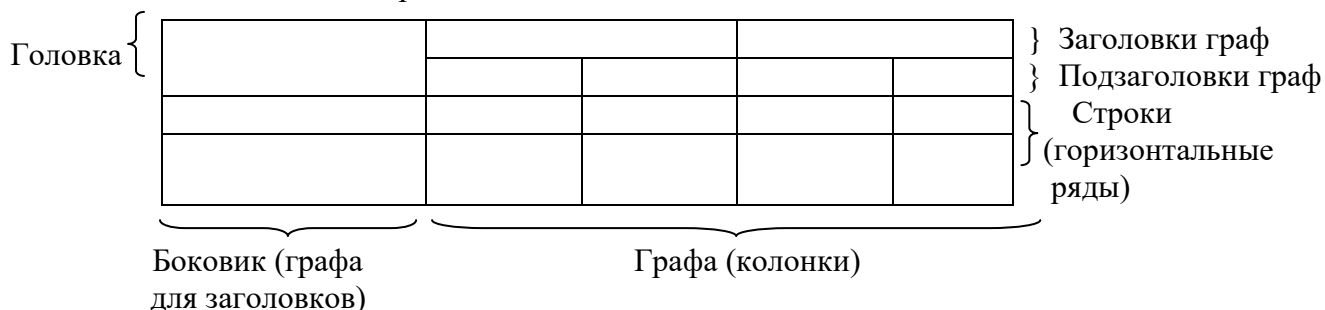 Головка
} Заголовки граф
} Подзаголовки граф
Строки
(горизонтальные
ряды)
Боковик (графа
для заголовков)
Графа (колонки)